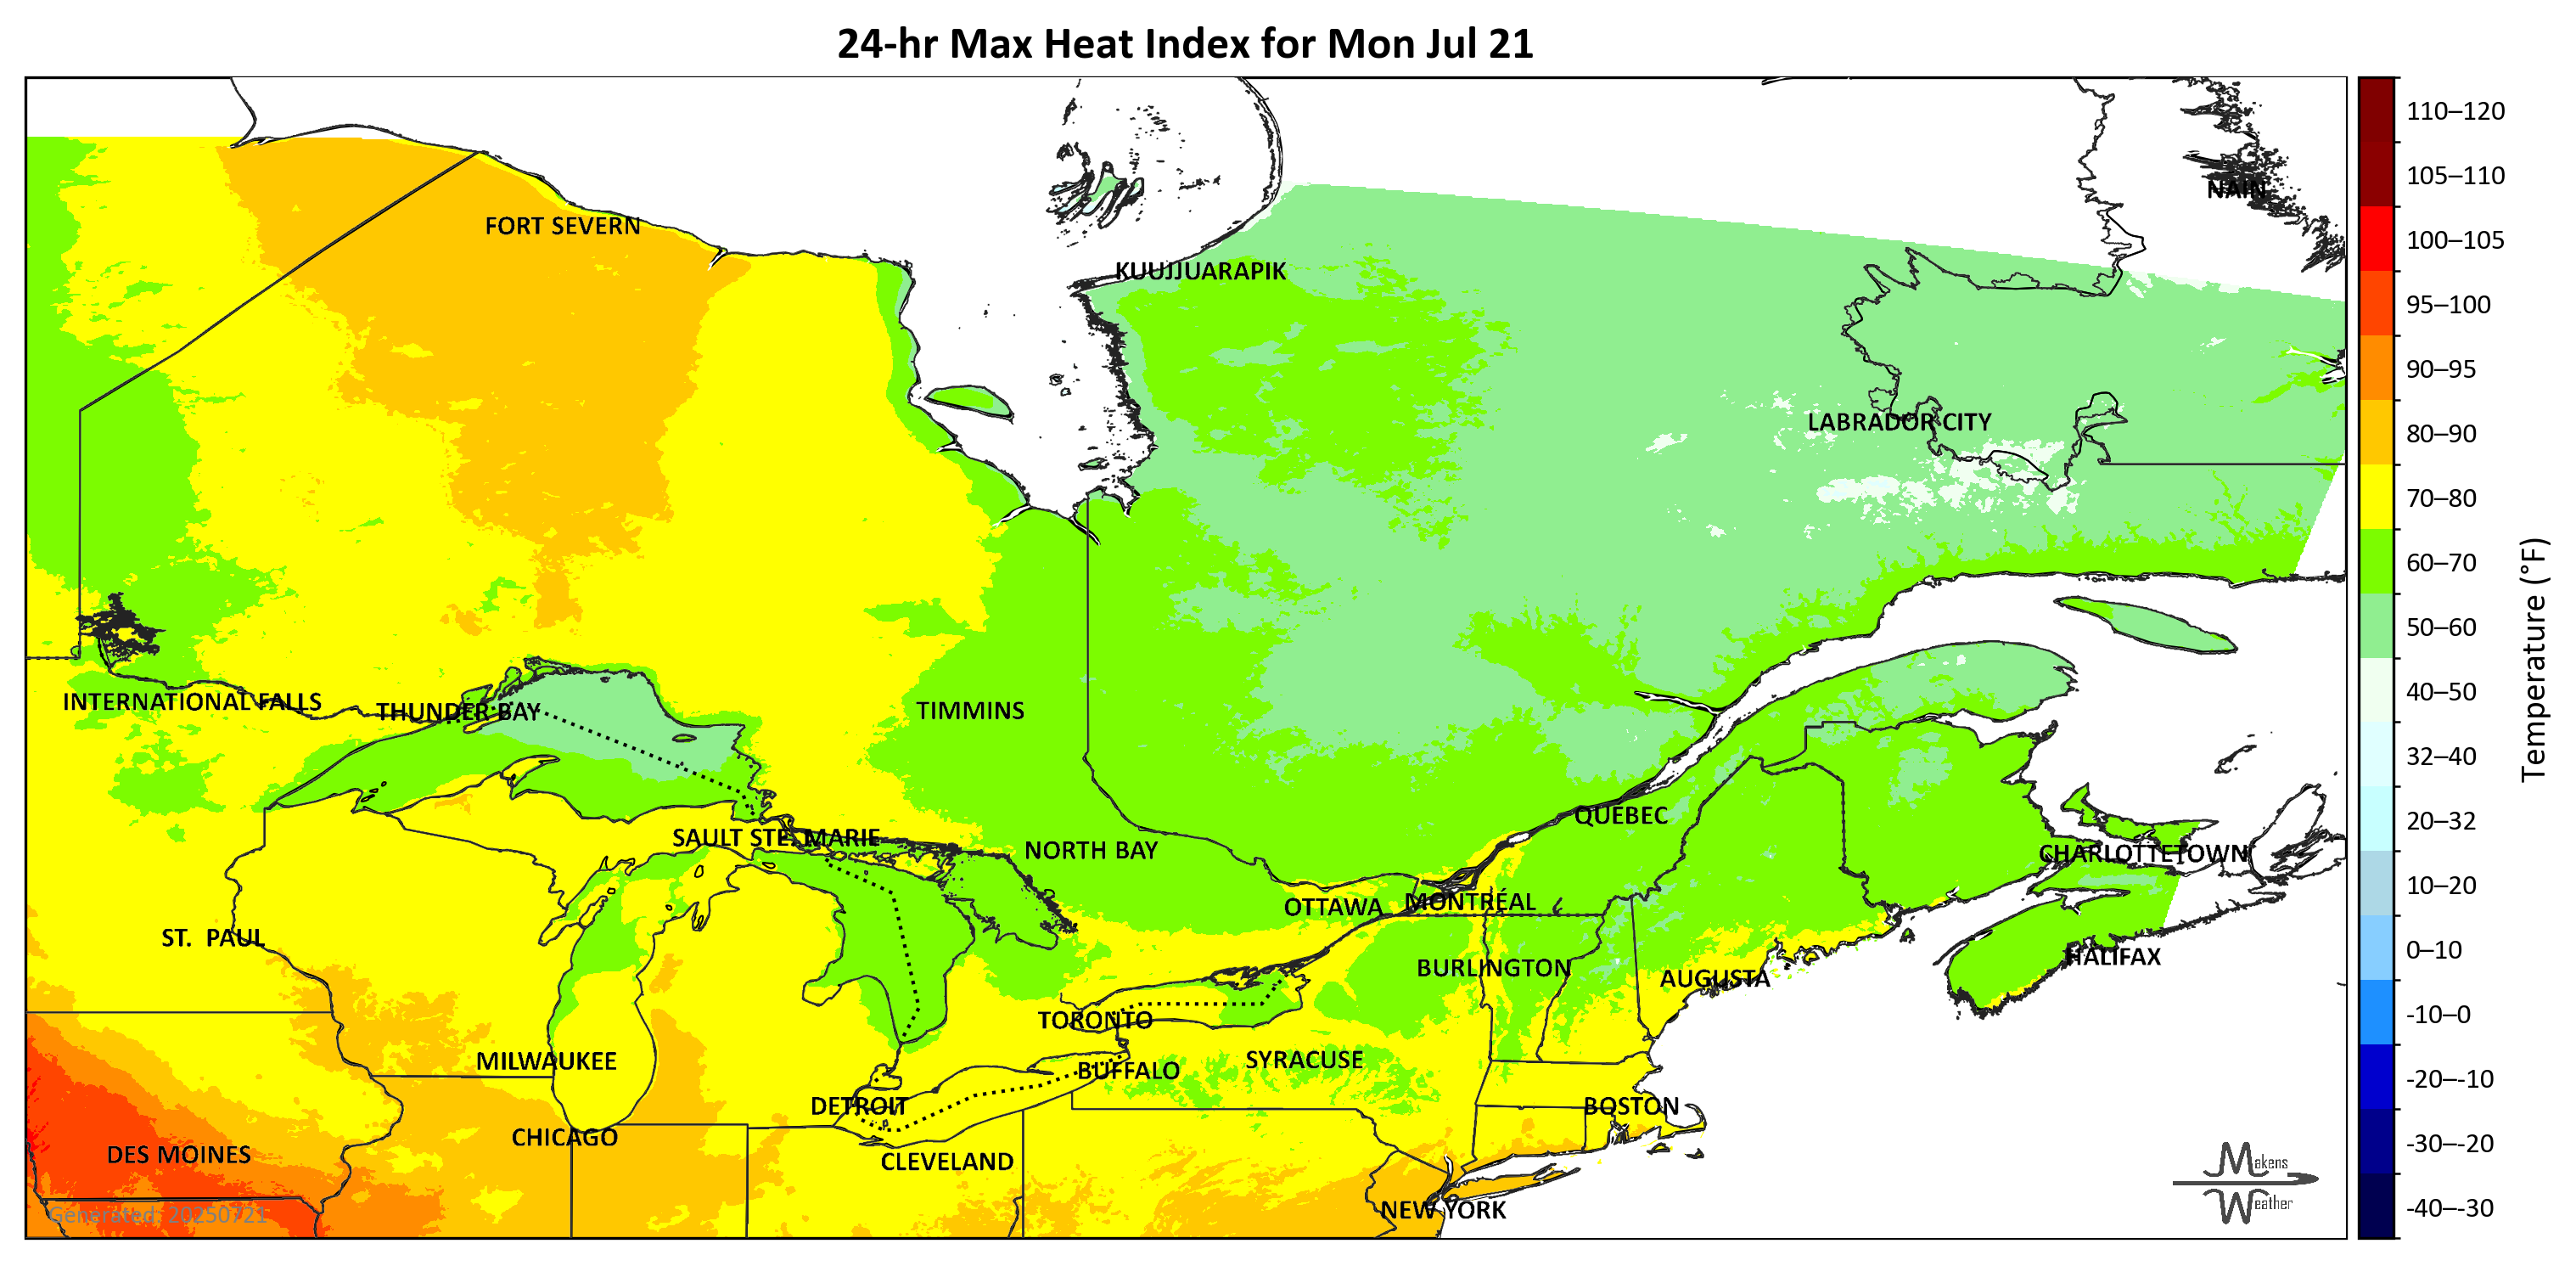 24-hr Max Heat Index for Mon Jul 21
NAIN
FORT SEVERN
KUUJJUARAPIK
LABRADOR CITY
INTERNATIONAL FALLS
THUNDER BAY
TIMMINS
QUEBEC
SAULT STE. MARIE
NORTH BAY
CHARLOTTETOWN
OTTAWA
MONTRÉAL
ST.  PAUL
HALIFAX
BURLINGTON
AUGUSTA
TORONTO
MILWAUKEE
SYRACUSE
BUFFALO
DETROIT
BOSTON
CHICAGO
DES MOINES
CLEVELAND
NEW YORK
Generated: 20250721
Makens
Weather
110–120
105–110
100–105
95–100
90–95
80–90
70–80
60–70
50–60
40–50
32–40
20–32
10–20
0–10
-10–0
-20–-10
-30–-20
-40–-30
Temperature (°F)